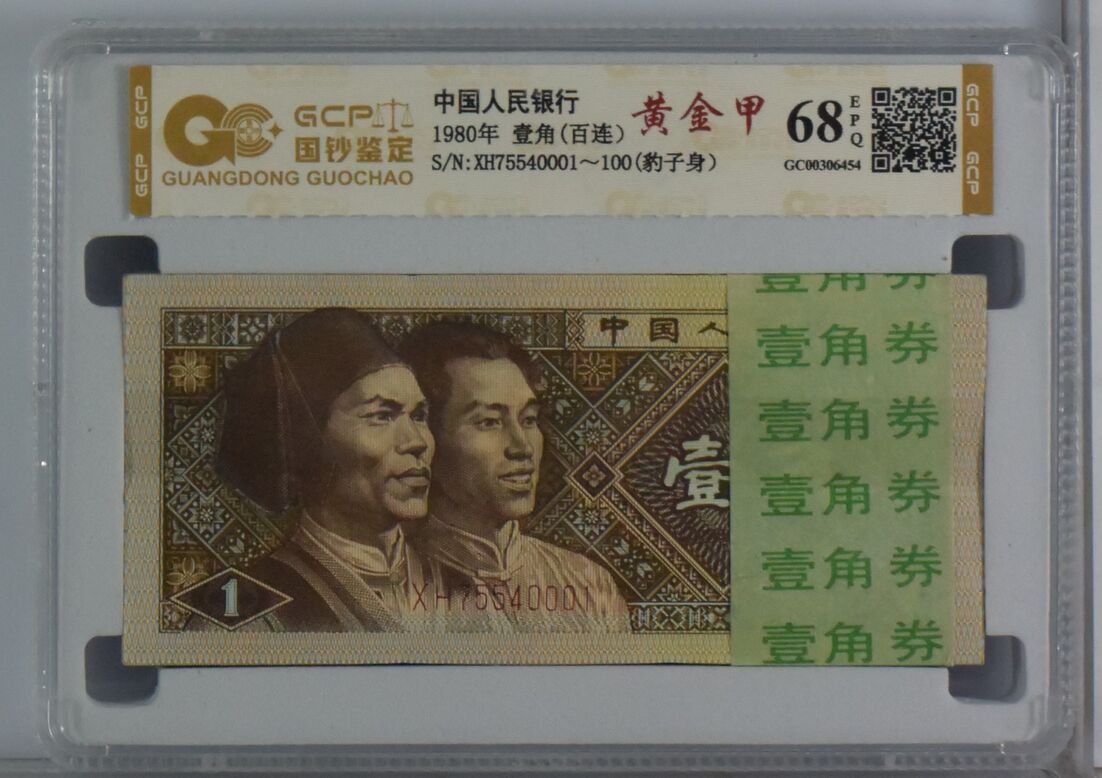 GCP
GCP
GCP
国钞鉴定
GUANGDONG GUOCHAO
中国人民银行
1980年 壹角(百连)
S/N:XH75540001～100(豹子身)
黄金甲
68
EPQ
GC00306454
GCP
GCP
中国人
壹
1
XH75540001
壹角券
壹角券
壹角券
壹角券
壹角券
壹角券